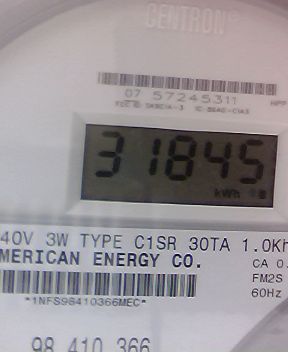 CENTRON®
07 57245311
31845
kWh
40V 3W TYPE C1SR 30TA 1.0Kh
MERICAN ENERGY CO.
CA 0.
FM2S
*1NFS98410366MEC*
60Hz
98 410 366